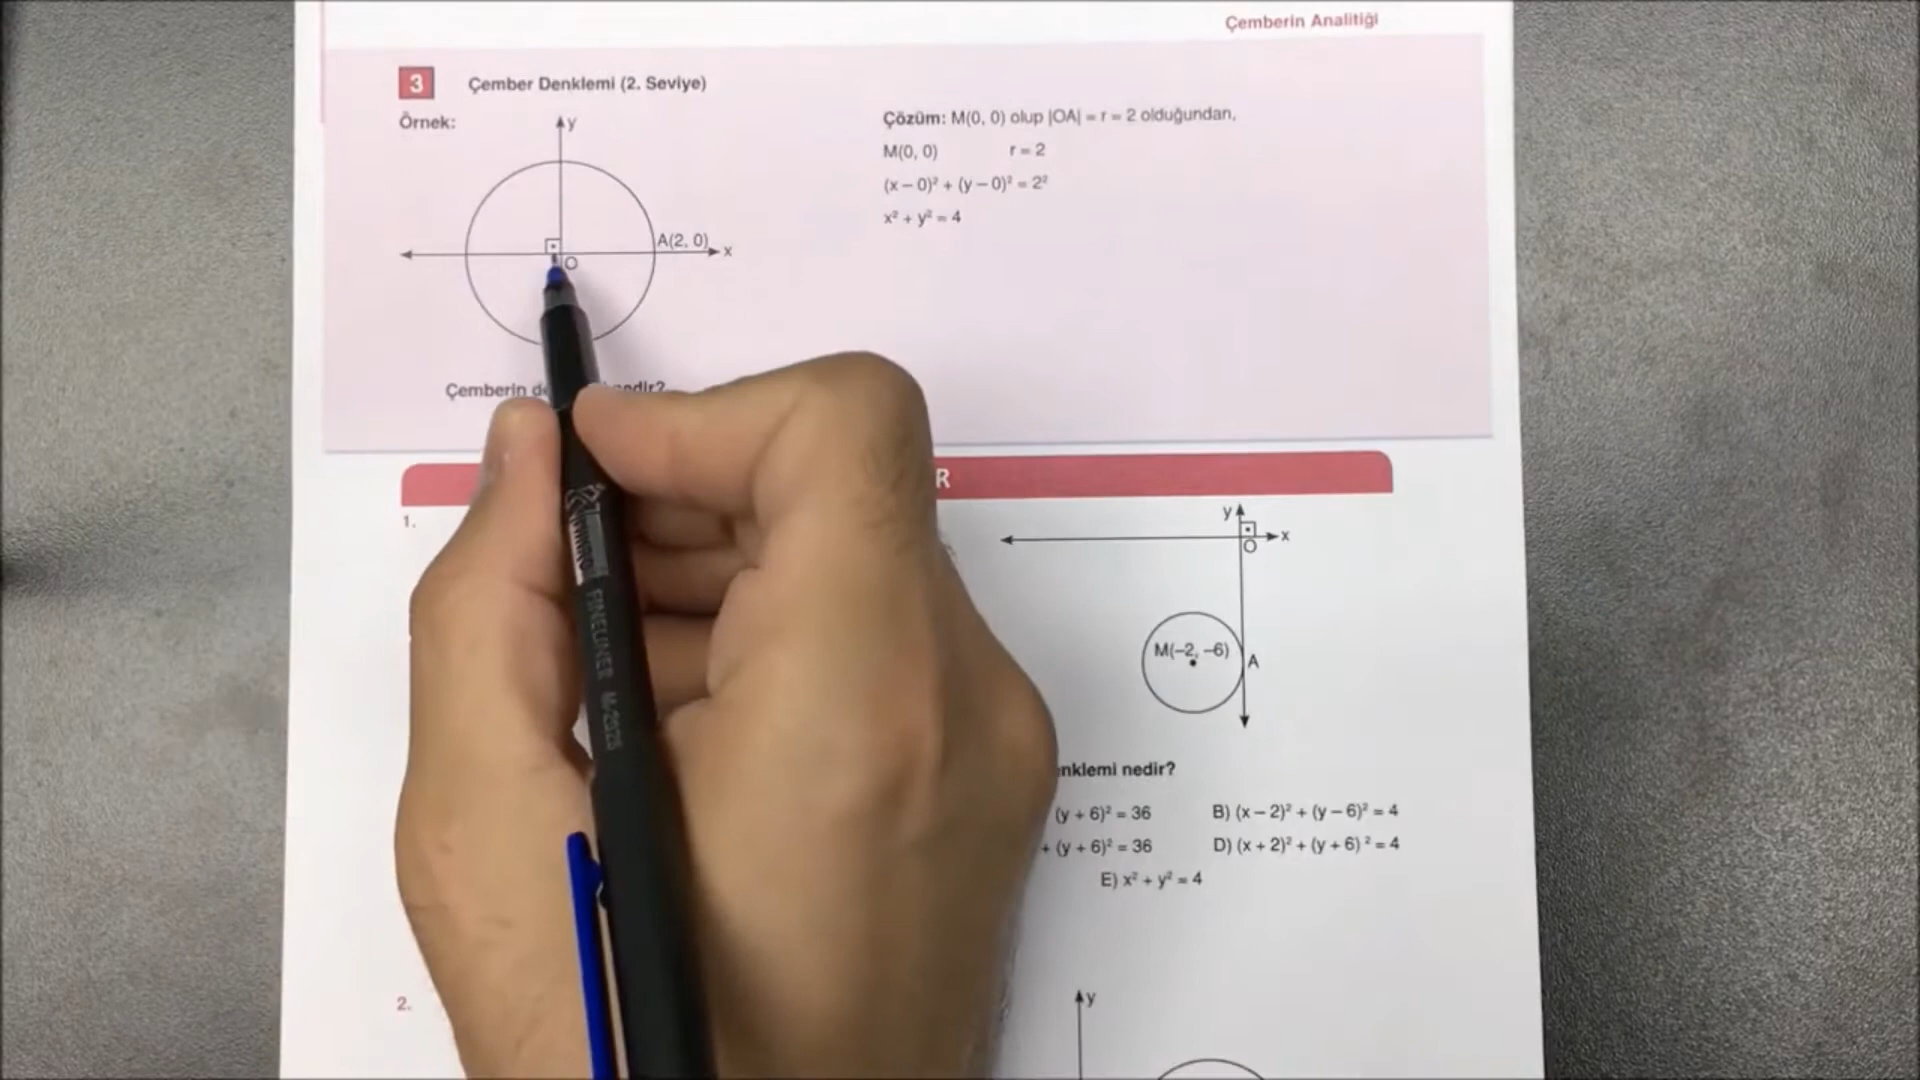 Çemberin Analitiği
3 Çember Denklemi (2. Seviye)
Örnek:
y
A(2, 0)
x
O
Çemberin
Çözüm: M(0, 0) olup |OA| = r = 2 olduğundan,
M(0, 0) r = 2
(x – 0)² + (y – 0)² = 2²
x² + y² = 4
R
1.
y
x
O
M(–2, –6)
A
nklemi nedir?
(y + 6)² = 36 B) (x – 2)² + (y – 6)² = 4
+ (y + 6)² = 36 D) (x + 2)² + (y + 6) ² = 4
E) x² + y² = 4
2.
y
FINELINER M-2025